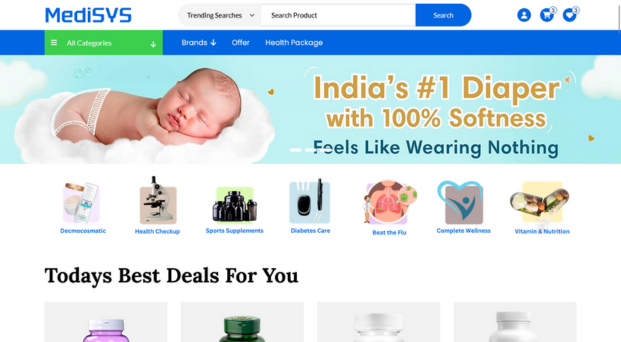 MediSYS
Trending Searches
Search Product
Search
3
3
All Categories
Brands
Offer
Health Package
India's #1 Diaper
with 100% Softness
Feels Like Wearing Nothing
Decmocosmatic
Health Checkup
Sports Supplements
Diabetes Care
Beat the Flu
Complete Wellness
Vitamin & Nutrition
Todays Best Deals For You